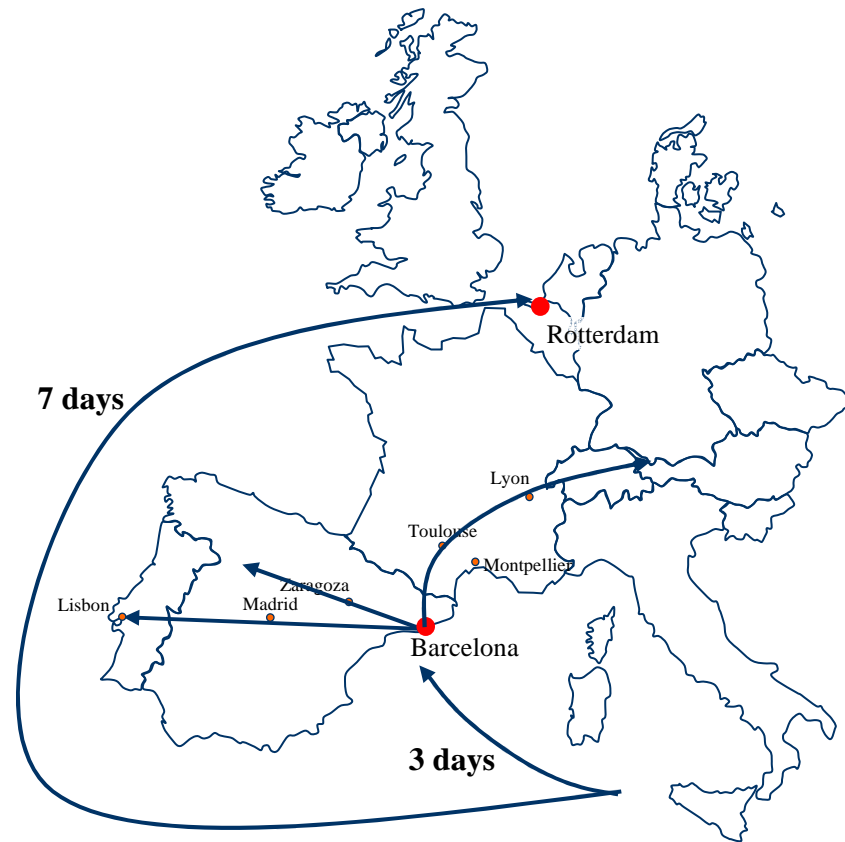 Rotterdam
7 days
Lyon
Toulouse
Montpellier
Zaragoza
Madrid
Lisbon
Barcelona
3 days